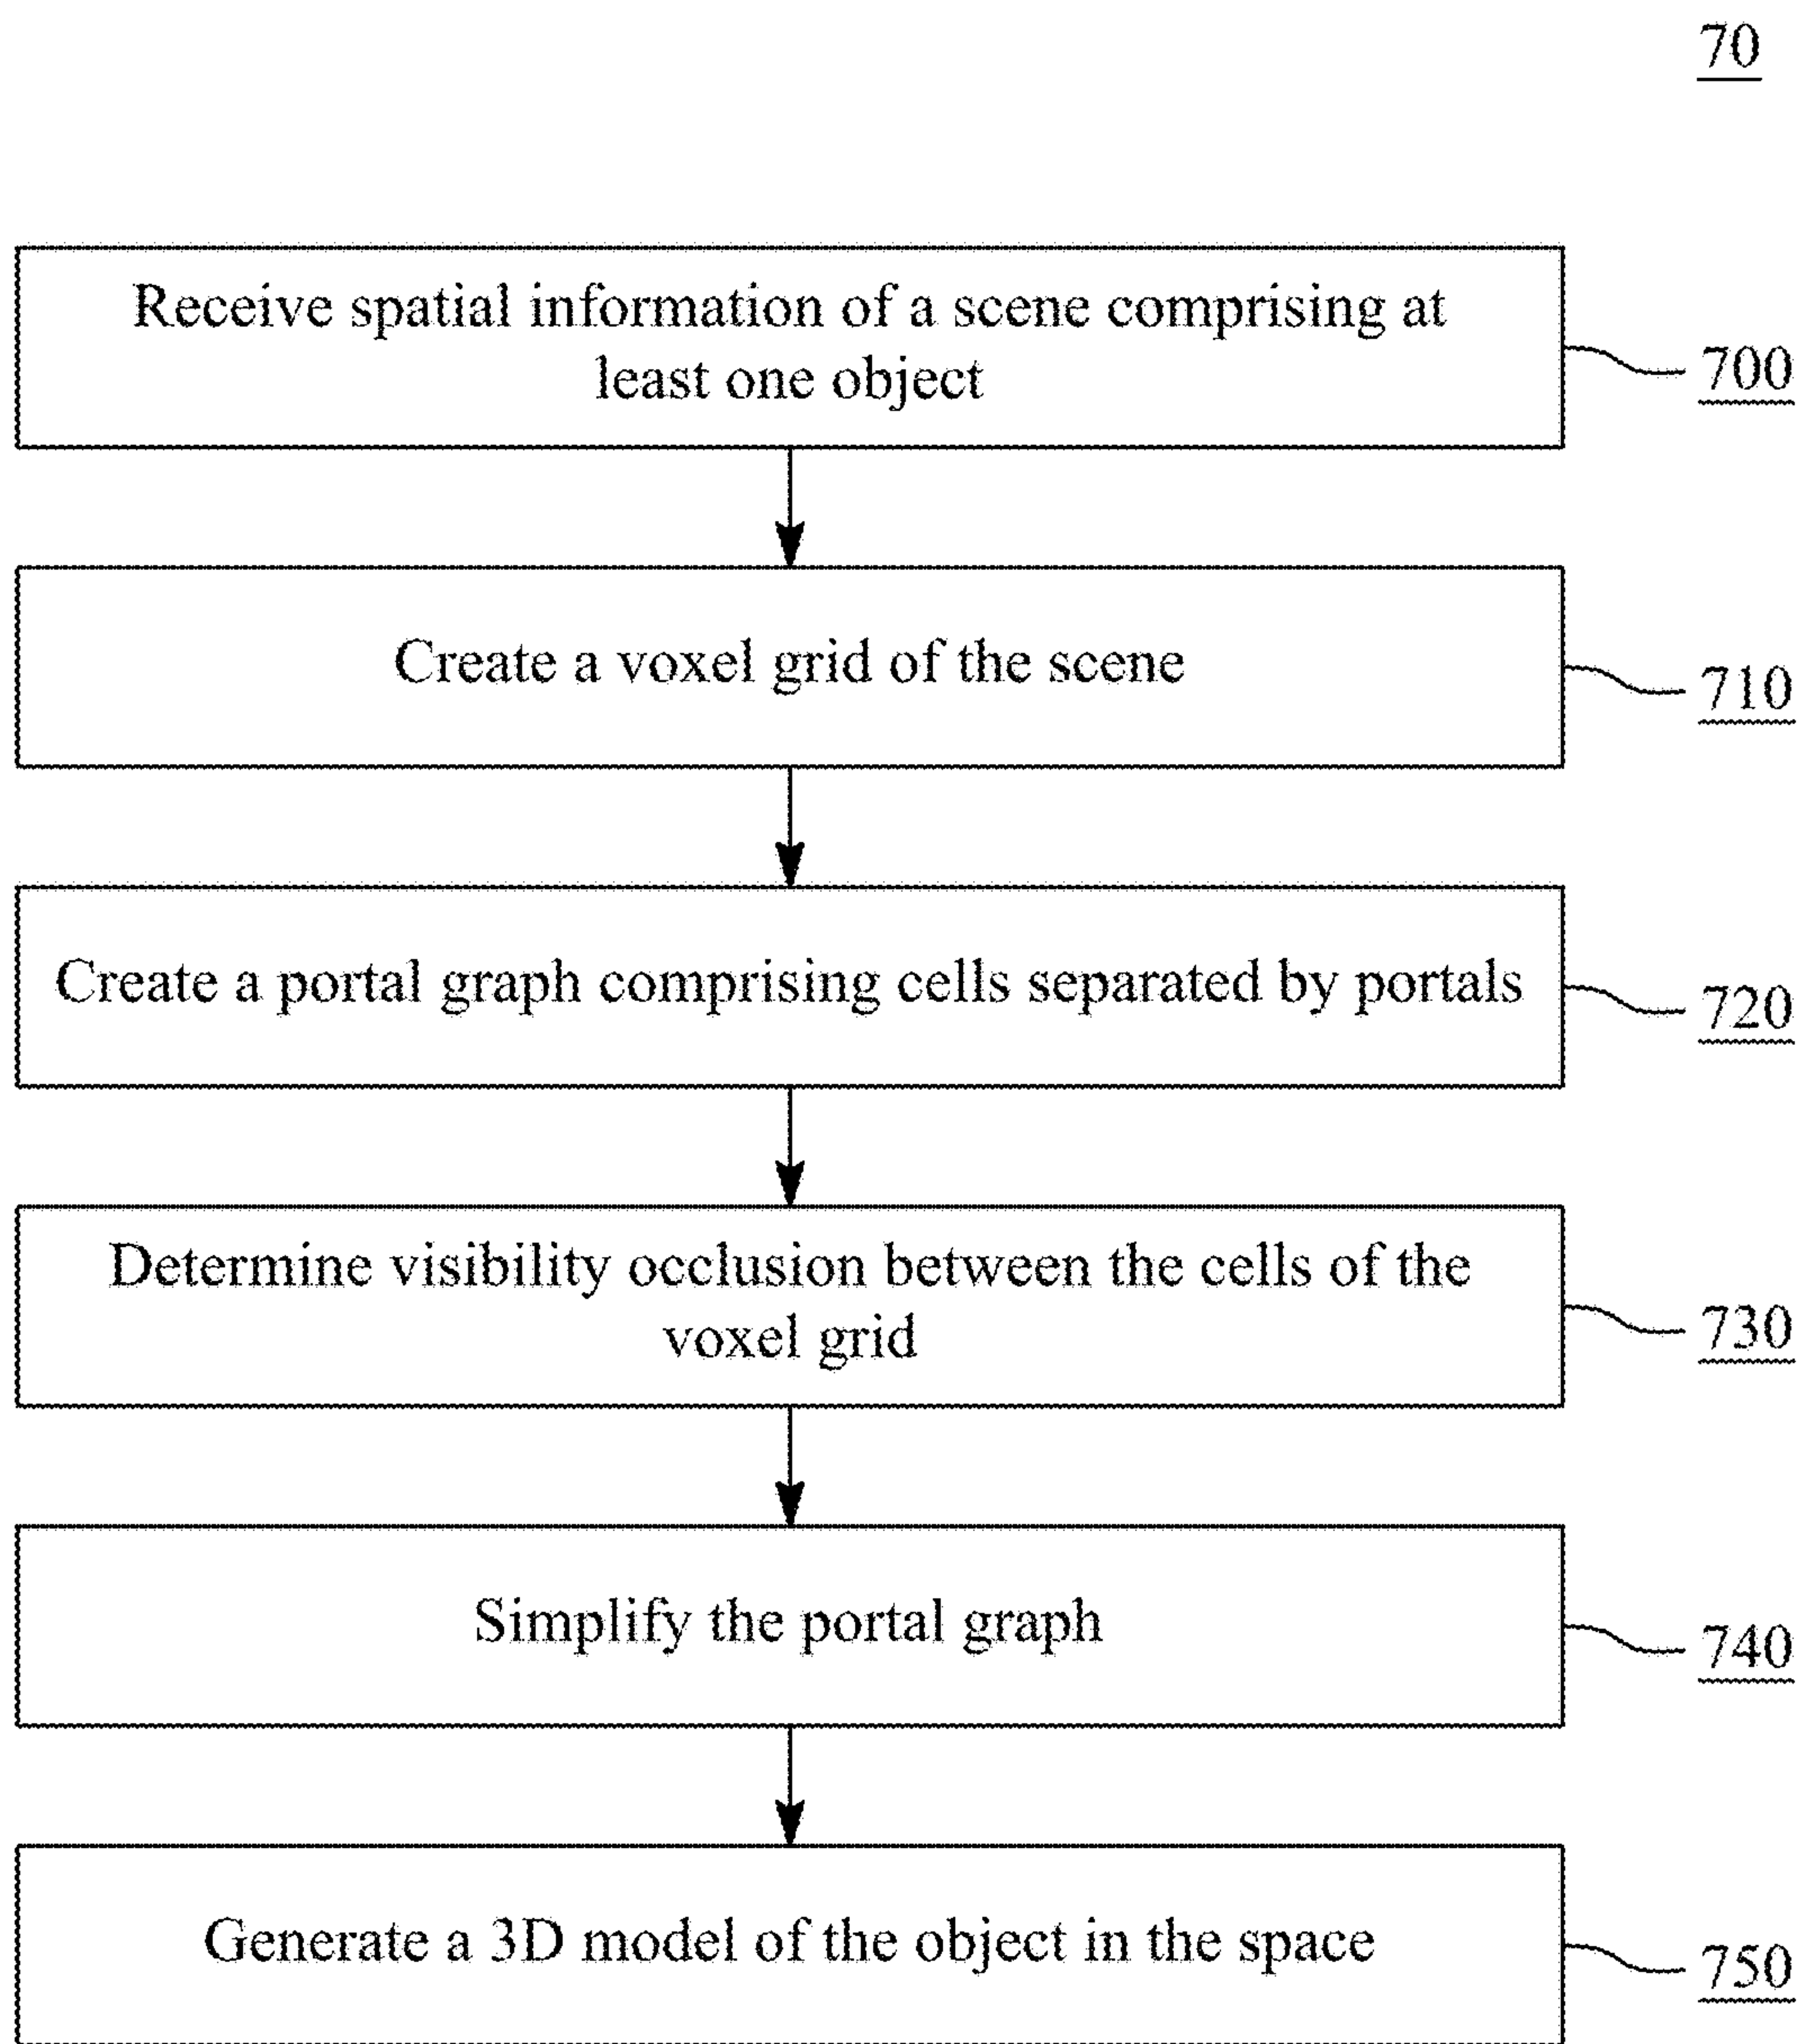 70
Receive spatial information of a scene comprising at
least one object
700
Create a voxel grid of the scene
710
Create a portal graph comprising cells separated by portals
720
Determine visibility occlusion between the cells of the
voxel grid
730
Simplify the portal graph
740
Generate a 3D model of the object in the space
750